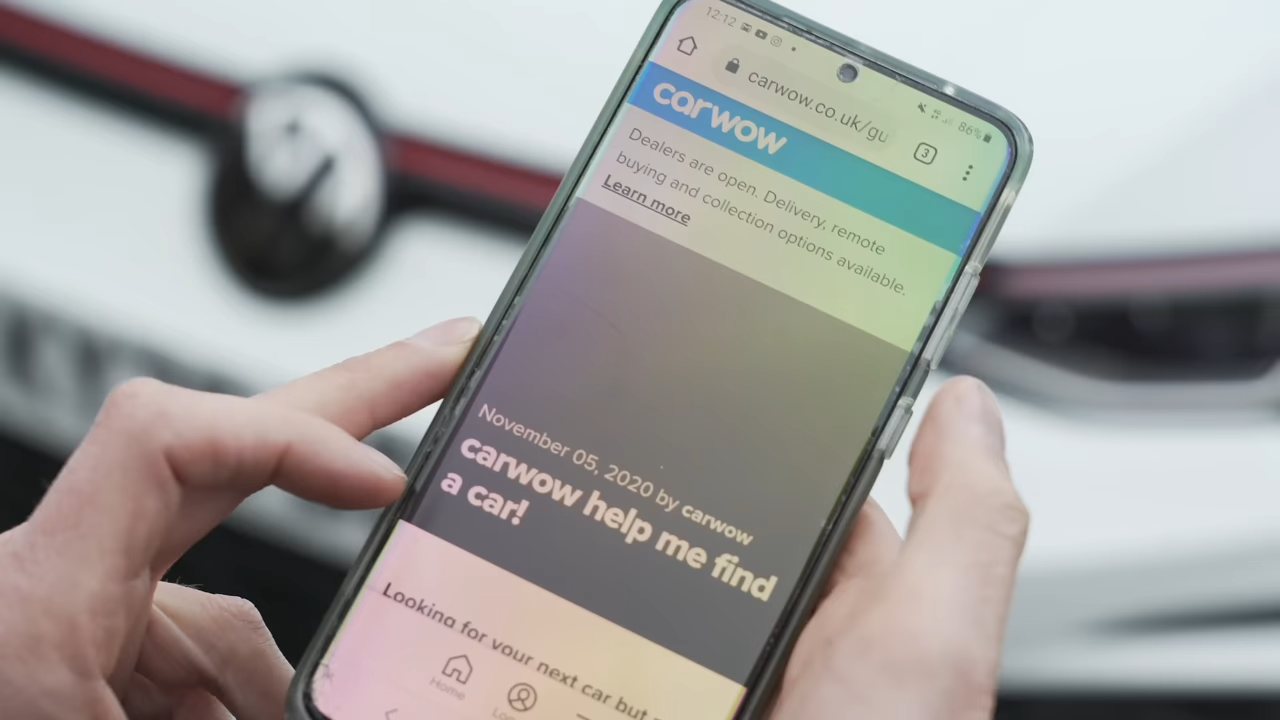 12:12
86%
carwow.co.uk/gu
3
carwow
Dealers are open. Delivery, remote
buying and collection options available.
Learn more
November 05, 2020 by carwow
carwow help me find
a car!
Looking for your next car but
Home